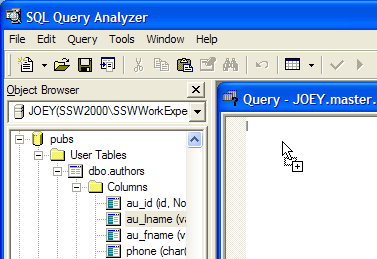 SQL Query Analyzer
File Edit Query Tools Window Help
Object Browser
JOEY(SSW2000\SSWWorkExpe
Query - JOEY.master.
pubs
User Tables
dbo.authors
Columns
au_id (id, No
au_lname (va
au_fname (v
phone (char(